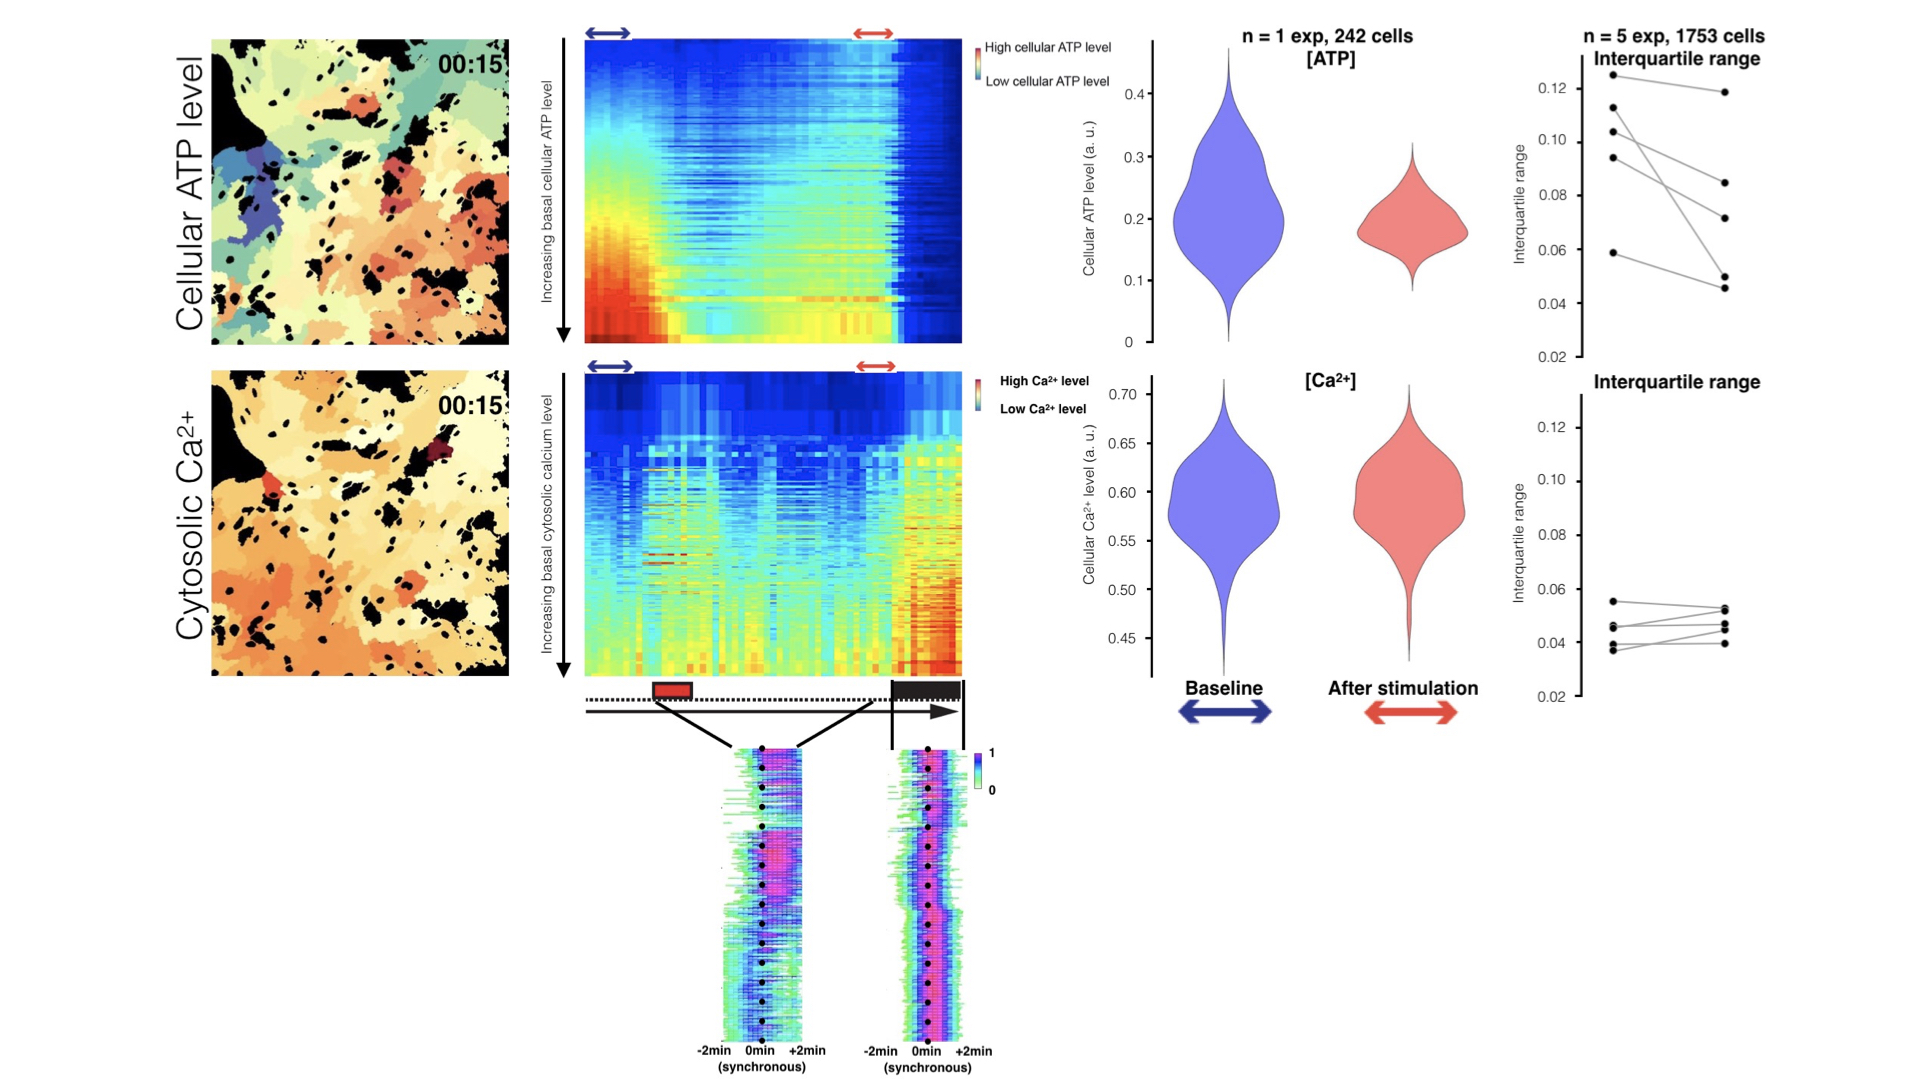 Cellular ATP level
00:15
Increasing basal cellular ATP level
High cellular ATP level
Low cellular ATP level
n = 1 exp, 242 cells
[ATP]
Cellular ATP level (a. u.)
0.4
0.3
0.2
0.1
0
n = 5 exp, 1753 cells
Interquartile range
Interquartile range
0.12
0.10
0.08
0.06
0.04
0.02
Cytosolic Ca²⁺
00:15
Increasing basal cytosolic calcium level
High Ca²⁺ level
Low Ca²⁺ level
[Ca²⁺]
Cellular Ca²⁺ level (a. u.)
0.70
0.65
0.60
0.55
0.50
0.45
Baseline
After stimulation
Interquartile range
Interquartile range
0.12
0.10
0.08
0.06
0.04
0.02
1
0
-2min 0min +2min
(synchronous)
-2min 0min +2min
(synchronous)